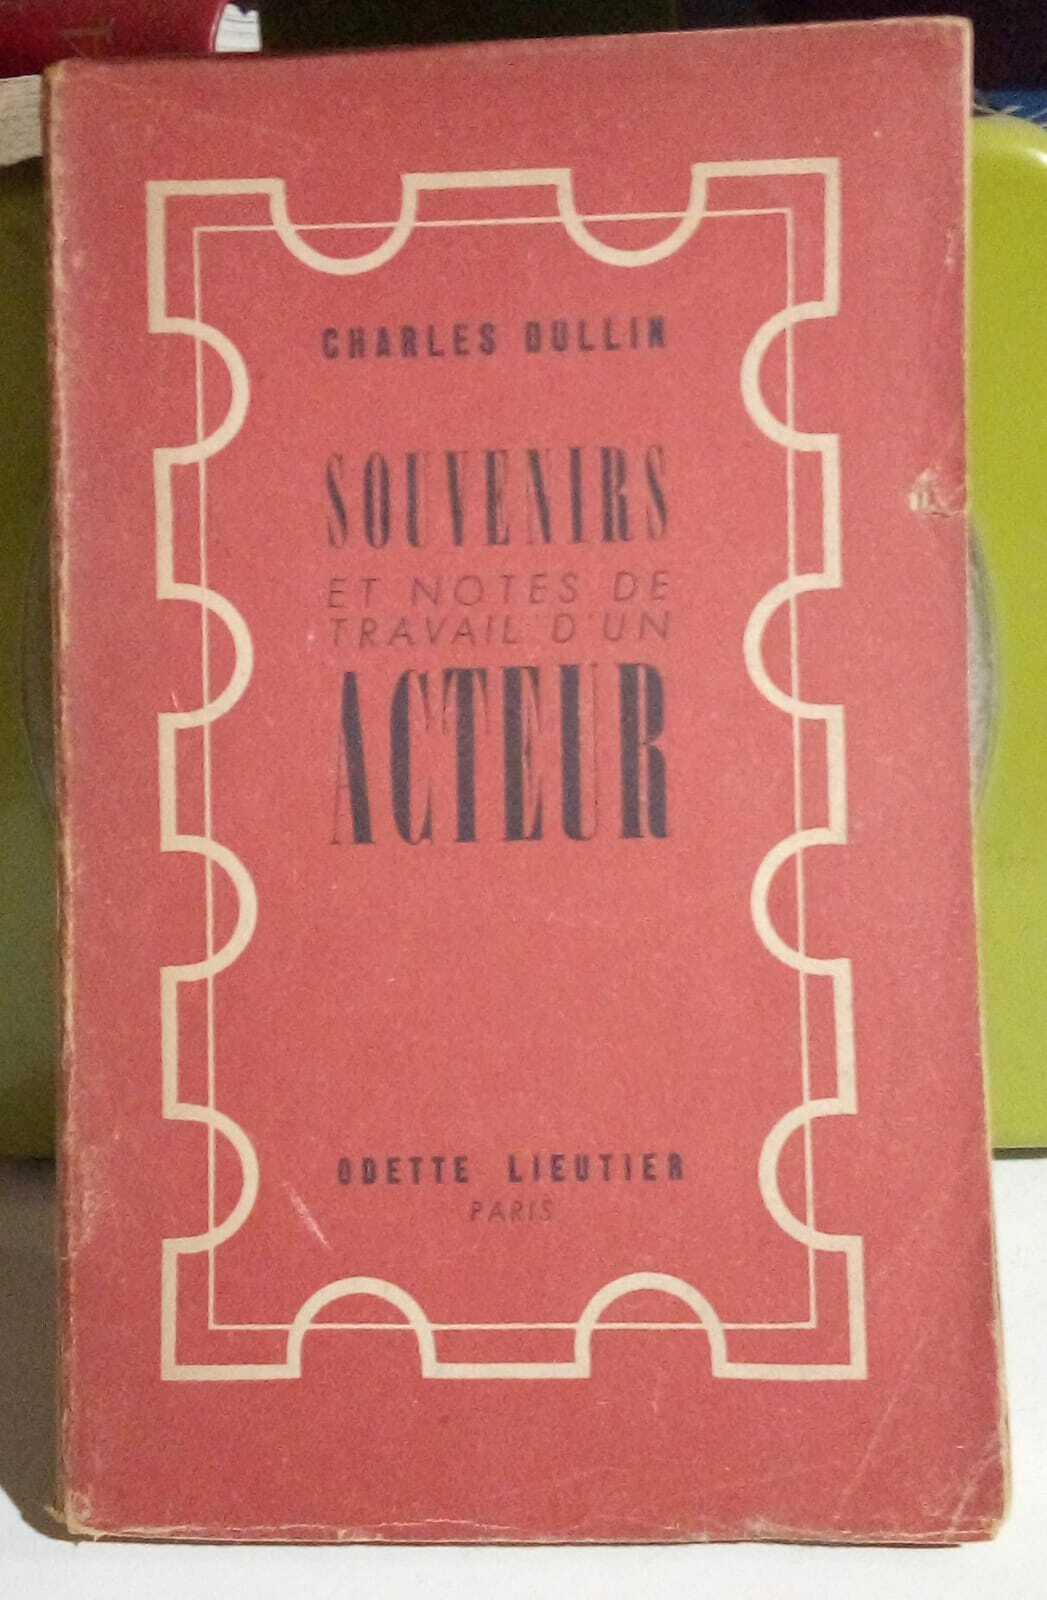 CHARLES DULLIN
SOUVENIRS
ET NOTES DE
TRAVAIL D'UN
ACTEUR
ODETTE LIEUTIER
PARIS